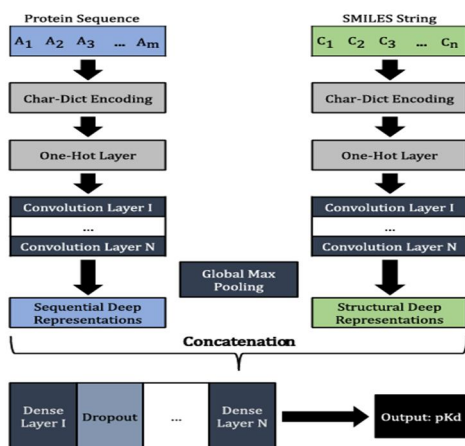 Protein Sequence
A1 A2 A3 ... Am
Char-Dict Encoding
One-Hot Layer
Convolution Layer I
...
Convolution Layer N
Sequential Deep
Representations
SMILES String
C1 C2 C3 ... Cn
Char-Dict Encoding
One-Hot Layer
Convolution Layer I
...
Convolution Layer N
Structural Deep
Representations
Global Max
Pooling
Concatenation
Dense
Layer I
Dropout
...
Dense
Layer N
Output: pKd